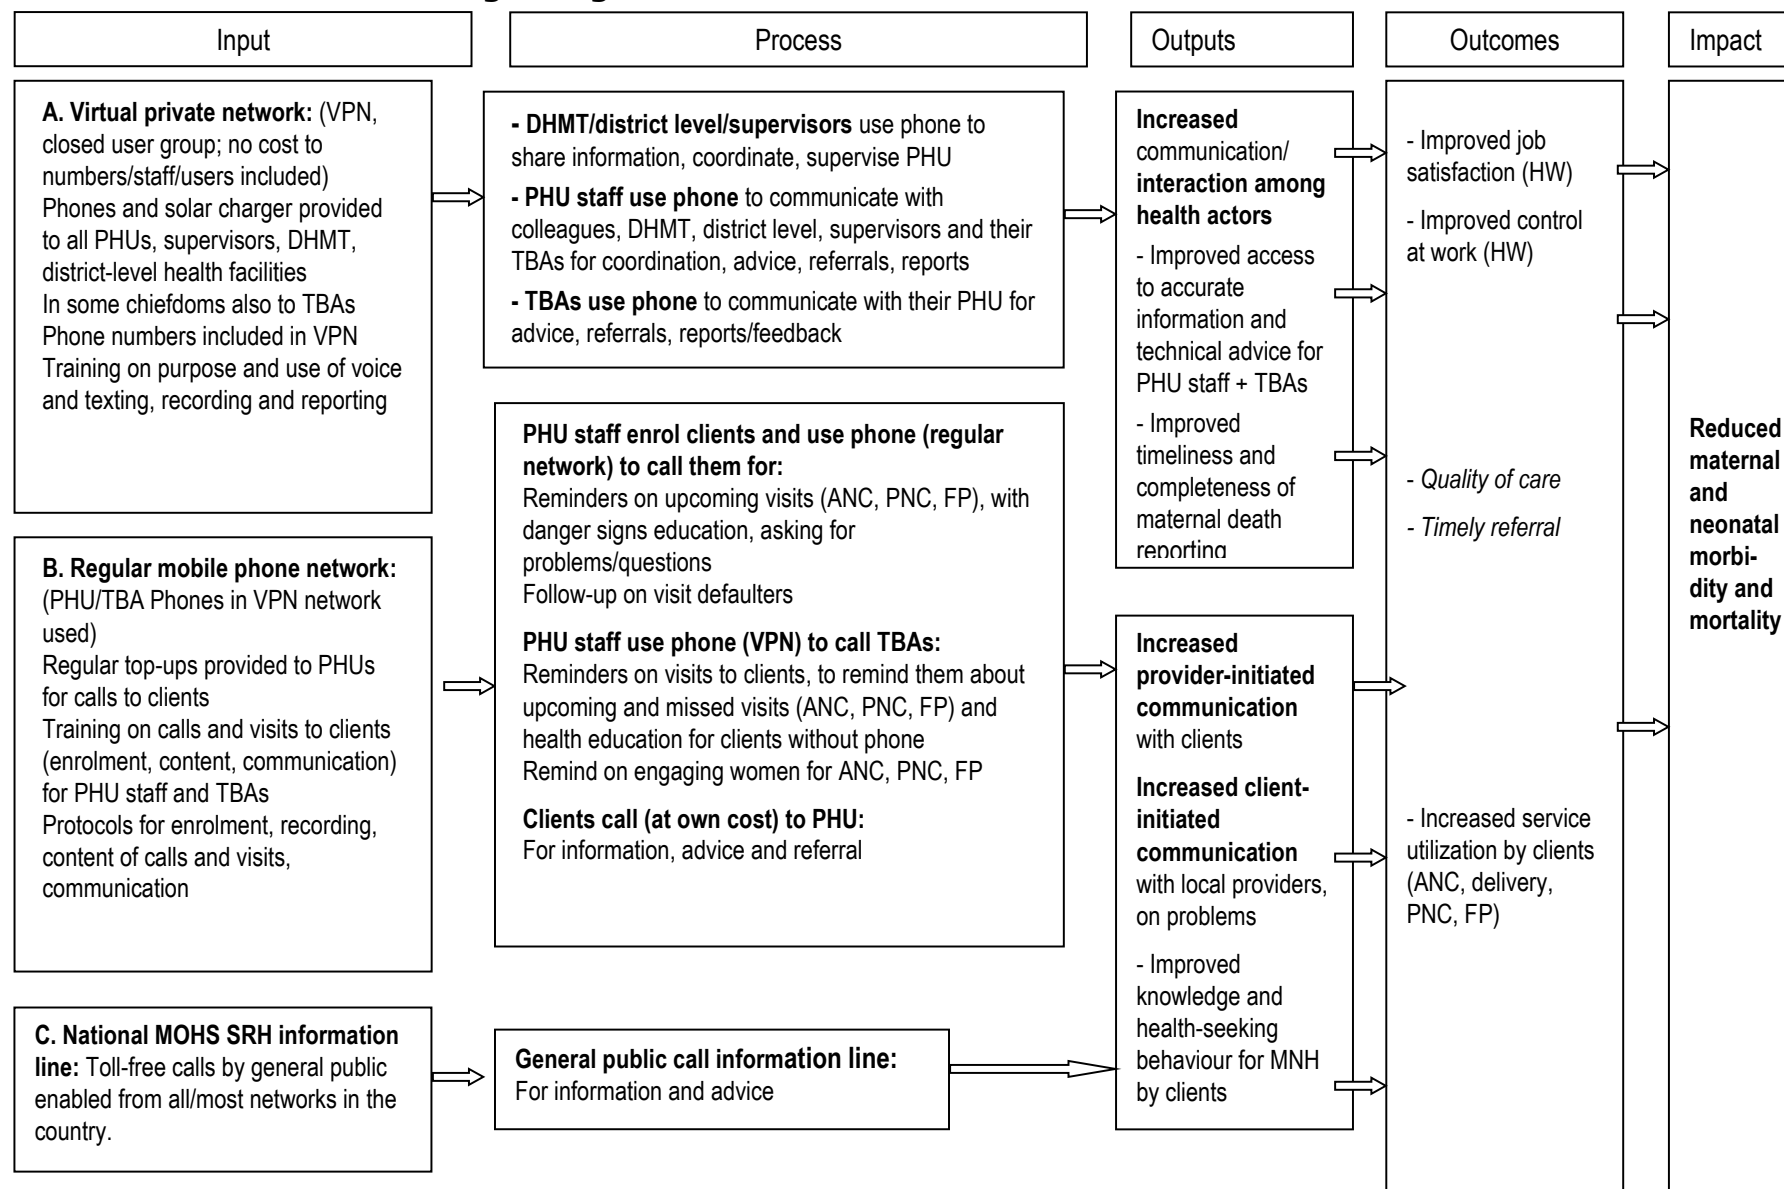 Input
Process
Outputs
Outcomes
Impact
A. Virtual private network: (VPN,
closed user group; no cost to
numbers/staff/users included)
Phones and solar charger provided
to all PHUs, supervisors, DHMT,
district-level health facilities
In some chiefdoms also to TBAs
Phone numbers included in VPN
Training on purpose and use of voice
and texting, recording and reporting
B. Regular mobile phone network:
(PHU/TBA Phones in VPN network
used)
Regular top-ups provided to PHUs
for calls to clients
Training on calls and visits to clients
(enrolment, content, communication)
for PHU staff and TBAs
Protocols for enrolment, recording,
content of calls and visits,
communication
C. National MOHS SRH information
line: Toll-free calls by general public
enabled from all/most networks in the
country.
- DHMT/district level/supervisors use phone to
share information, coordinate, supervise PHU
- PHU staff use phone to communicate with
colleagues, DHMT, district level, supervisors and their
TBAs for coordination, advice, referrals, reports
- TBAs use phone to communicate with their PHU for
advice, referrals, reports/feedback
PHU staff enrol clients and use phone (regular
network) to call them for:
Reminders on upcoming visits (ANC, PNC, FP), with
danger signs education, asking for
problems/questions
Follow-up on visit defaulters
PHU staff use phone (VPN) to call TBAs:
Reminders on visits to clients, to remind them about
upcoming and missed visits (ANC, PNC, FP) and
health education for clients without phone
Remind on engaging women for ANC, PNC, FP
Clients call (at own cost) to PHU:
For information, advice and referral
General public call information line:
For information and advice
Increased
communication/
interaction among
health actors
- Improved access
to accurate
information and
technical advice for
PHU staff + TBAs
- Improved
timeliness and
completeness of
maternal death
reporting
Increased
provider-initiated
communication
with clients
Increased client-
initiated
communication
with local providers,
on problems
- Improved
knowledge and
health-seeking
behaviour for MNH
by clients
- Improved job
satisfaction (HW)
- Improved control
at work (HW)
- Quality of care
- Timely referral
- Increased service
utilization by clients
(ANC, delivery,
PNC, FP)
Reduced
maternal
and
neonatal
morbi-
dity and
mortality